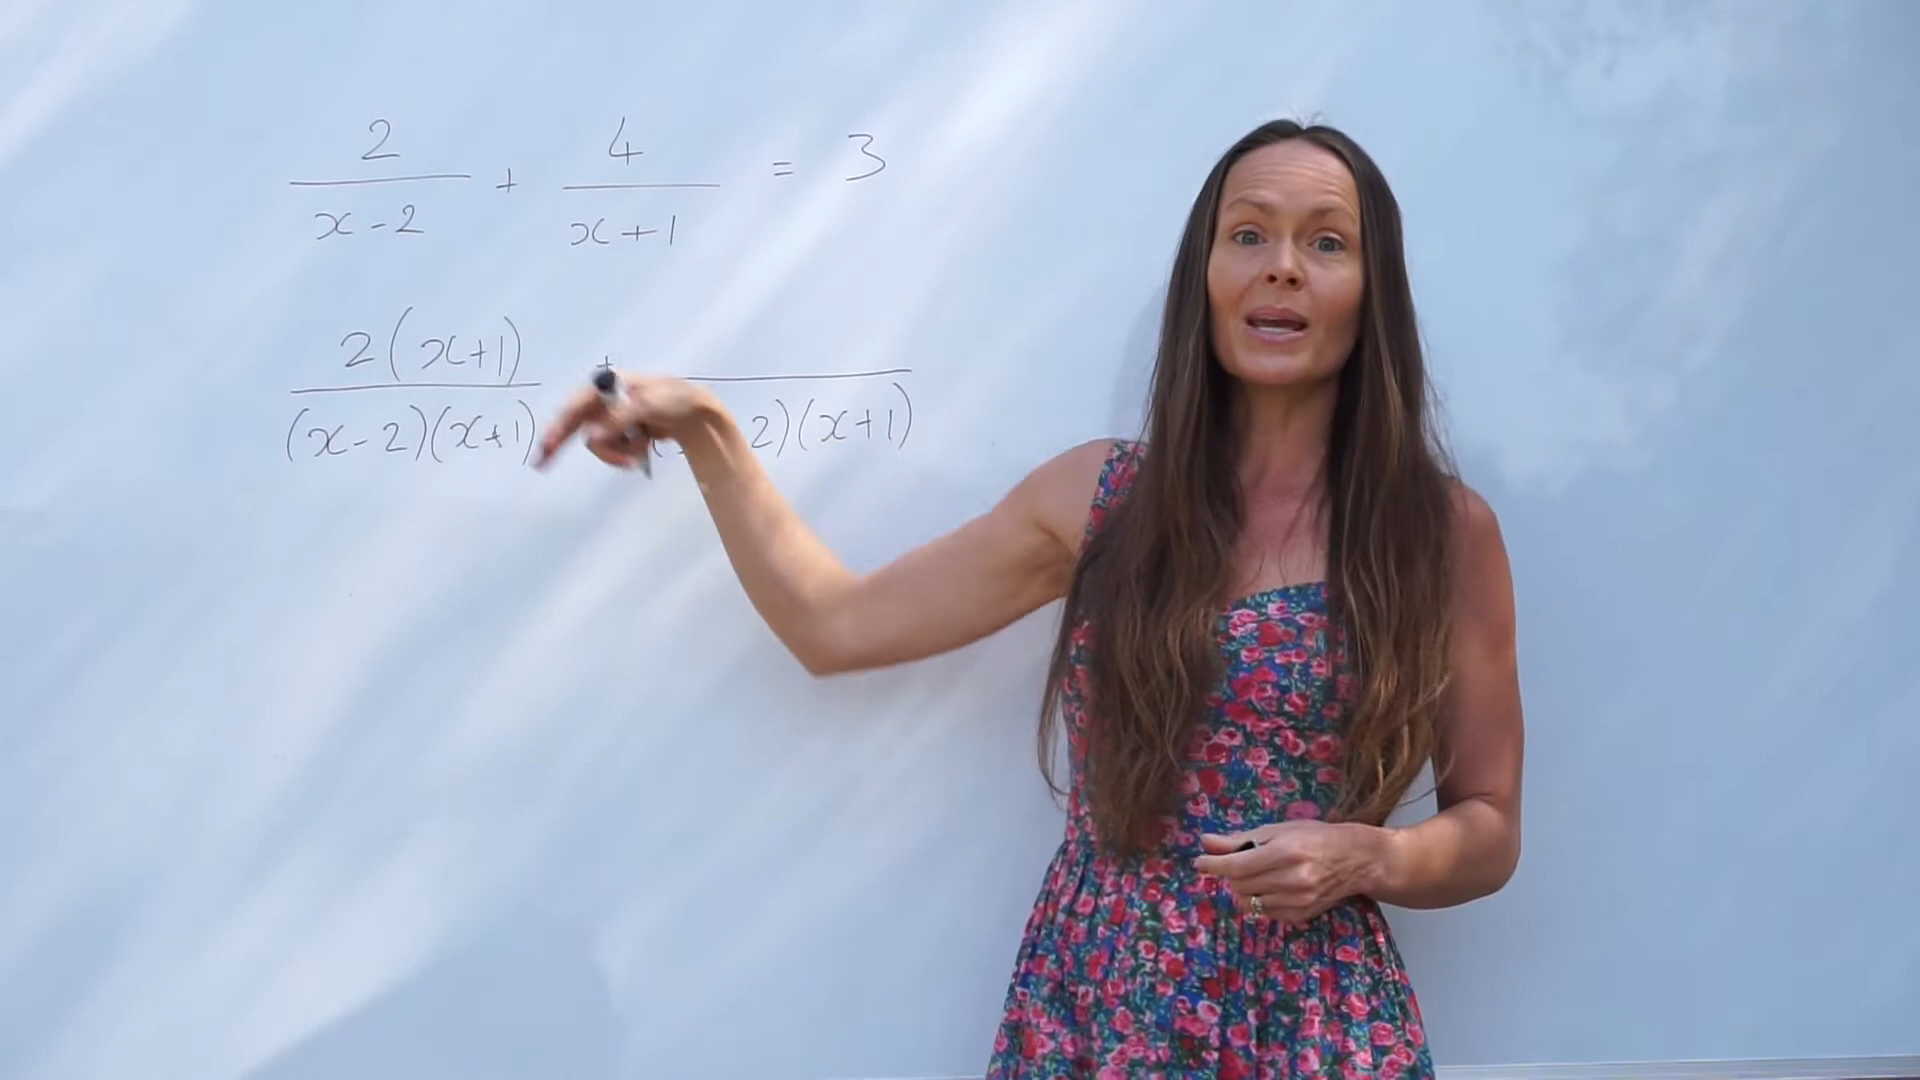 2 4
— + — = 3
x - 2 x + 1
2(x+1)
— + —
(x-2)(x+1) 2)(x+1)